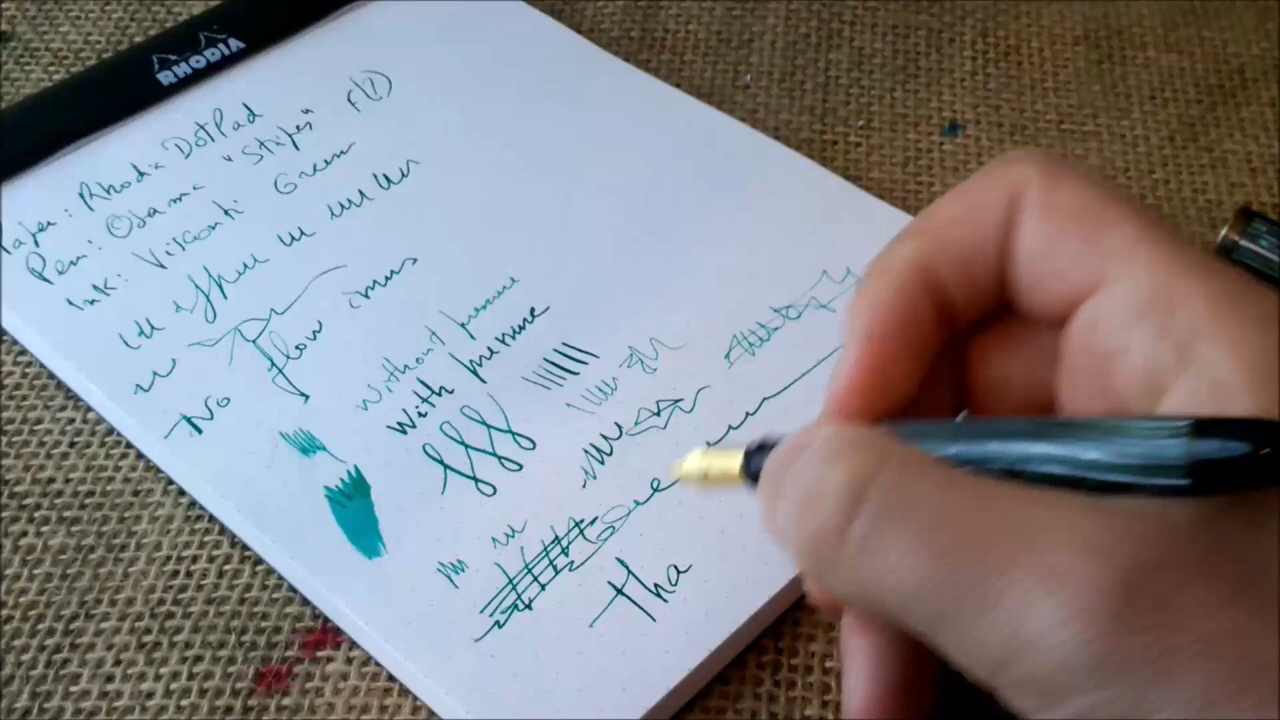 RHODIA
Paper: Rhodia DotPad
Pen: Osama "Stripes" F(?)
Ink: Visconti Green
No flow
without pressure
With pressure
Tha